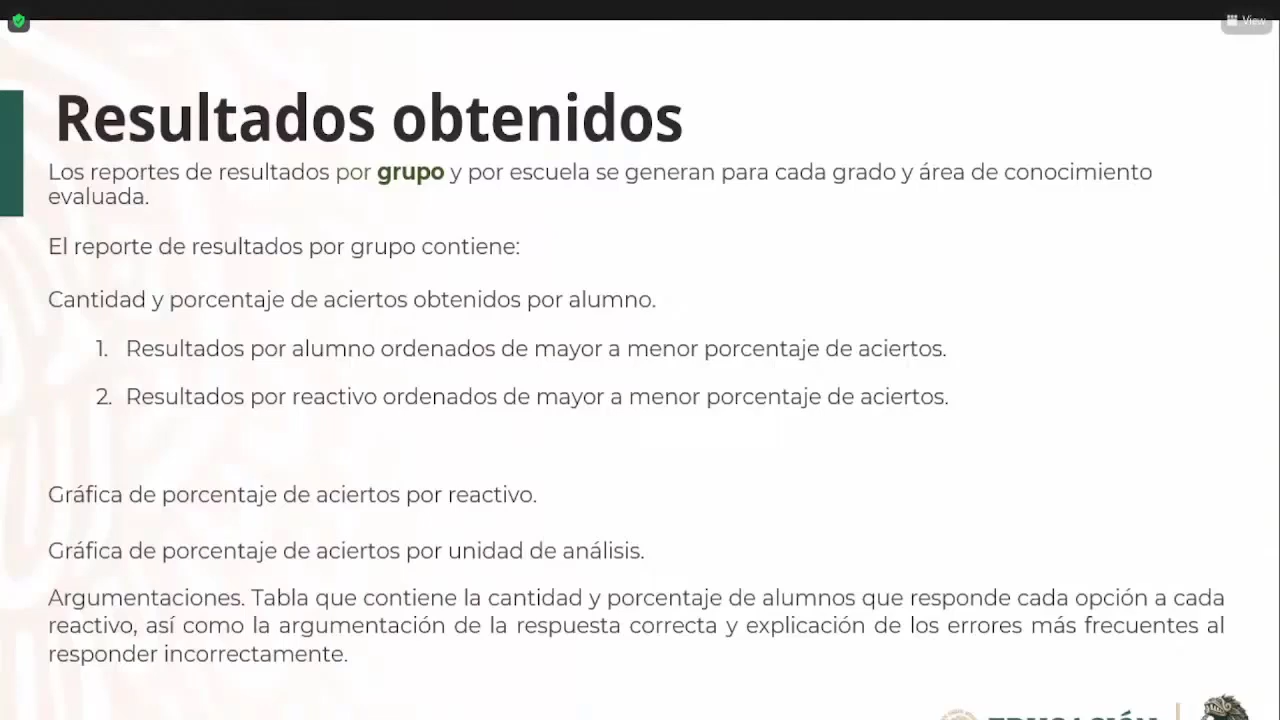 View
Resultados obtenidos
Los reportes de resultados por grupo y por escuela se generan para cada grado y área de conocimiento
evaluada.
El reporte de resultados por grupo contiene:
Cantidad y porcentaje de aciertos obtenidos por alumno.
1. Resultados por alumno ordenados de mayor a menor porcentaje de aciertos.
2. Resultados por reactivo ordenados de mayor a menor porcentaje de aciertos.
Gráfica de porcentaje de aciertos por reactivo.
Gráfica de porcentaje de aciertos por unidad de análisis.
Argumentaciones. Tabla que contiene la cantidad y porcentaje de alumnos que responde cada opción a cada
reactivo, así como la argumentación de la respuesta correcta y explicación de los errores más frecuentes al
responder incorrectamente.
EDUCACIÓN